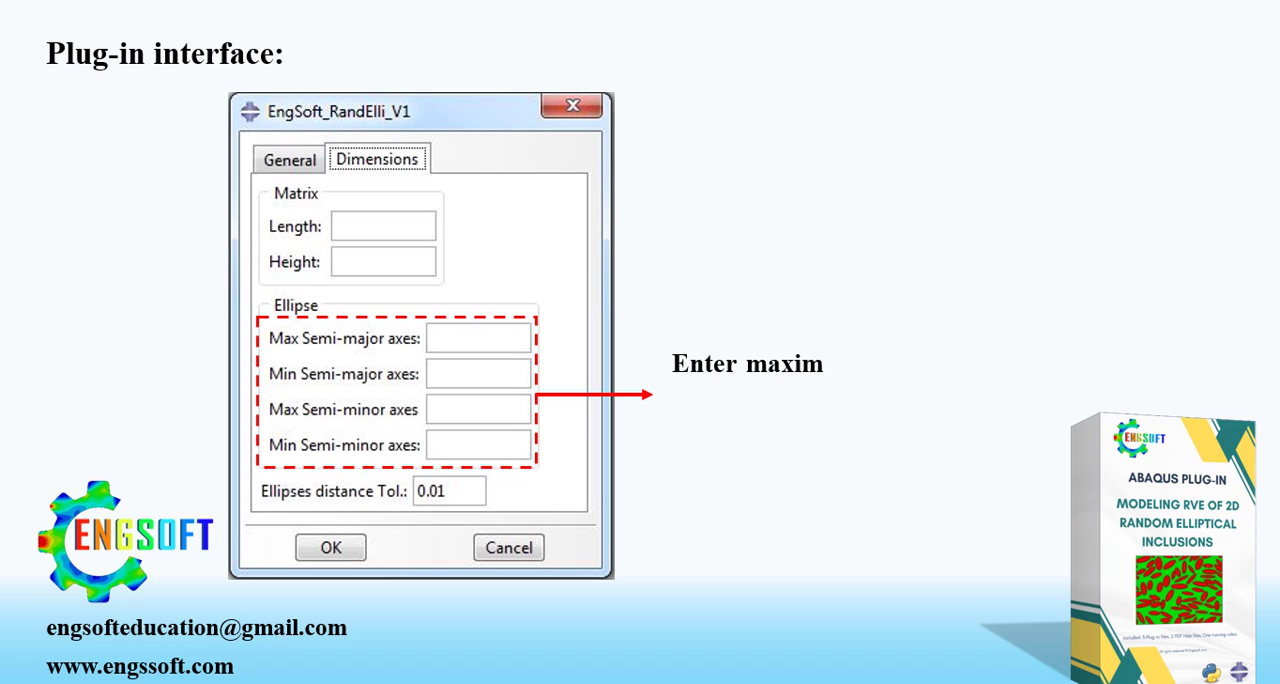 Plug-in interface:
EngSoft_RandElli_V1
General
Dimensions
Matrix
Length:
Height:
Ellipse
Max Semi-major axes:
Min Semi-major axes:
Max Semi-minor axes
Min Semi-minor axes:
Ellipses distance Tol.: 0.01
OK
Cancel
Enter maxim
ENGSOFT
engsofteducation@gmail.com
www.engssoft.com
ENGSOFT
ABAQUS PLUG-IN
MODELING RVE OF 2D
RANDOM ELLIPTICAL
INCLUSIONS